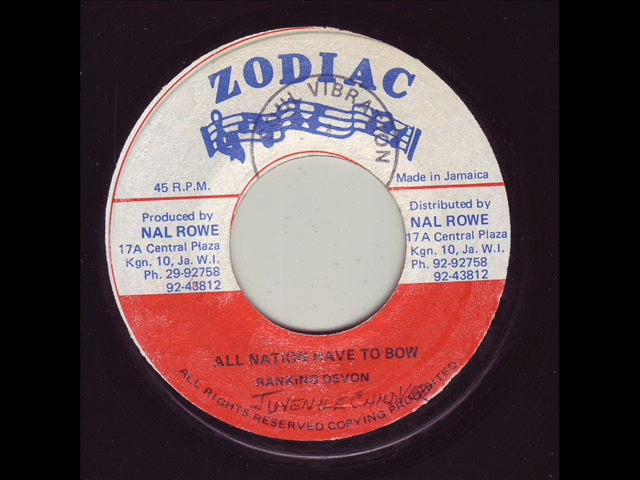 ZODIAC
VIBRATION
45 R.P.M.
Made in Jamaica
Produced by
NAL ROWE
17A Central Plaza
Kgn. 10, Ja. W.I.
Ph. 29-92758
92-43812
Distributed by
NAL ROWE
17A Central Plaza
Kgn. 10, Ja. W.I.
Ph. 92-92758
92-43812
ALL NATION HAVE TO BOW
RANKING DEVON
JUVENILE
ALL RIGHTS RESERVED COPYING PROHIBITED